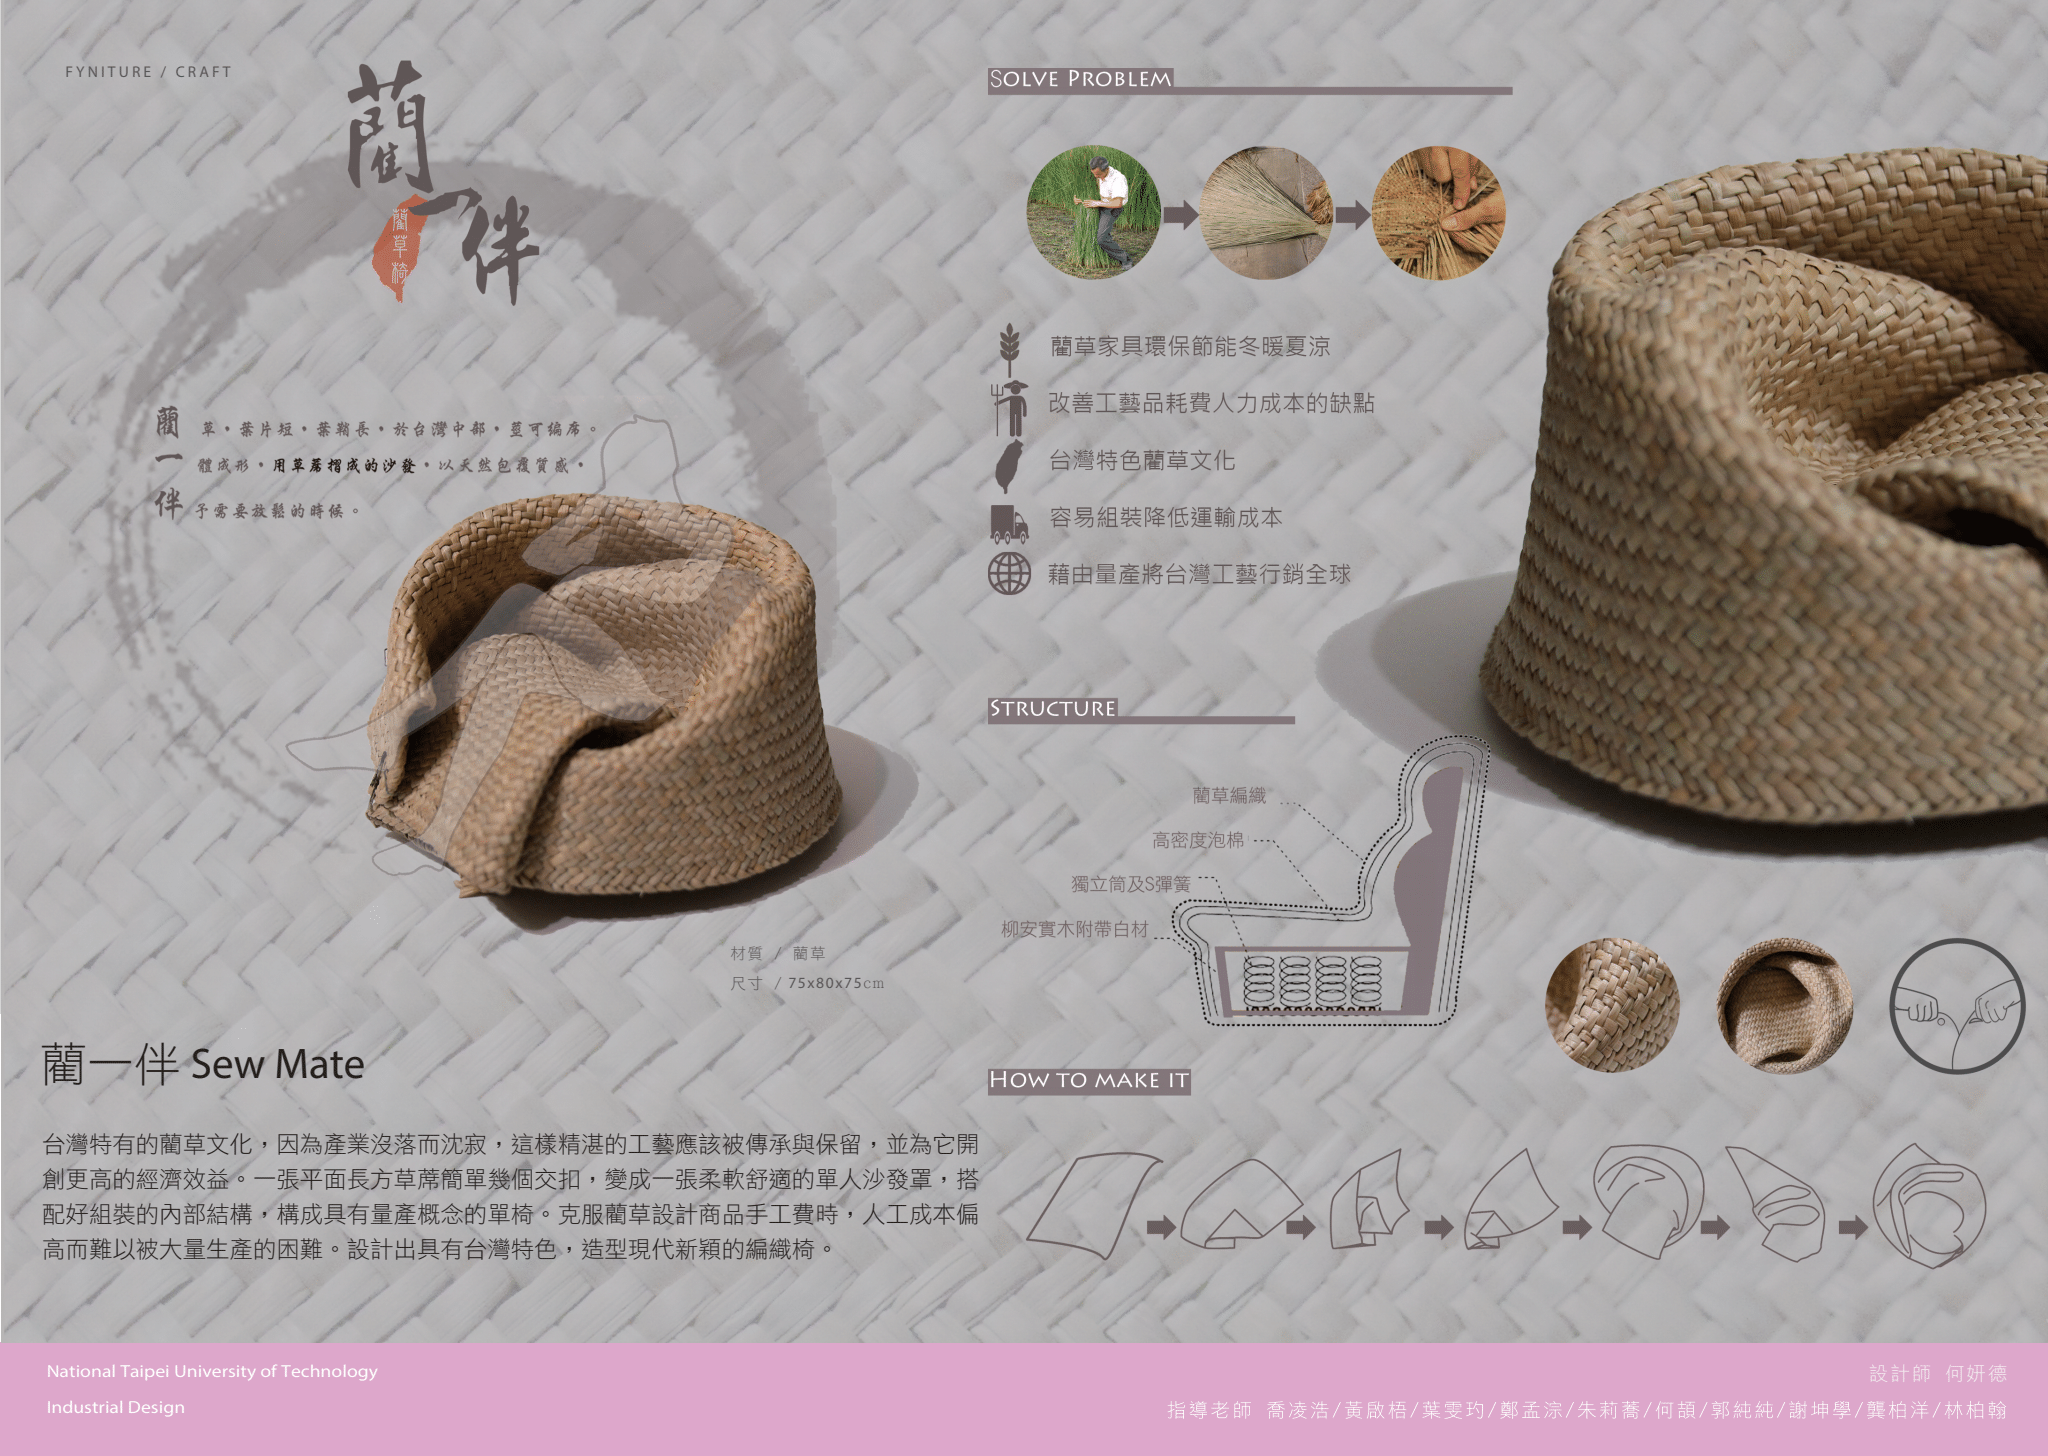 FYNITURE / CRAFT
藺一伴
藺草椅
藺 草，葉片短，葉鞘長，於台灣中部，莖可编席。
一 體成形，用草蓆摺成的沙發，以天然包覆質感，
伴 予需要放鬆的時候。
材質 / 藺草
尺寸 / 75x80x75cm
藺一伴 Sew Mate
台灣特有的藺草文化，因為產業沒落而沈寂，這樣精湛的工藝應該被傳承與保留，並為它開
創更高的經濟效益。一張平面長方草蓆簡單幾個交扣，變成一張柔軟舒適的單人沙發罩，搭
配好組裝的內部結構，構成具有量產概念的單椅。克服藺草設計商品手工費時，人工成本偏
高而難以被大量生產的困難。設計出具有台灣特色，造型現代新穎的編織椅。
SOLVE PROBLEM
藺草家具環保節能冬暖夏涼
改善工藝品耗費人力成本的缺點
台灣特色藺草文化
容易組裝降低運輸成本
藉由量產將台灣工藝行銷全球
STRUCTURE
藺草編織
高密度泡棉
獨立筒及S彈簧
柳安實木附帶白材
HOW TO MAKE IT
National Taipei University of Technology
Industrial Design
設計師 何妍德
指導老師 喬凌浩/黃啟梧/葉雯玓/鄭孟淙/朱莉蕎/何頡/郭純純/謝坤學/龔柏洋/林柏翰